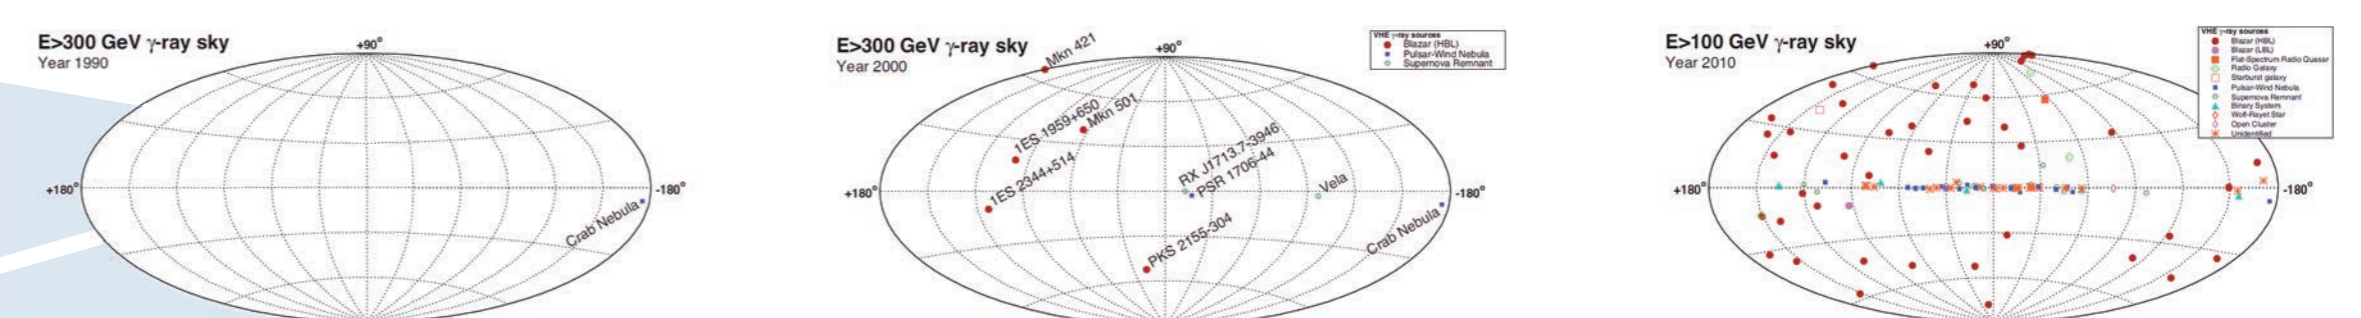 E>300 GeV γ-ray sky
Year 1990
+90°
+180°
-180°
Crab Nebula
E>300 GeV γ-ray sky
Year 2000
+90°
+180°
-180°
Mkn 421
Mkn 501
1ES 1959+650
1ES 2344+514
RX J1713.7-3946
PSR 1706-44
Vela
PKS 2155-304
Crab Nebula
VHE γ-ray sources
Blazar (HBL)
Pulsar-Wind Nebula
Supernova Remnant
E>100 GeV γ-ray sky
Year 2010
+90°
+180°
-180°
VHE γ-ray sources
Blazar (HBL)
Blazar (LBL)
Flat-Spectrum Radio Quasar
Radio Galaxy
Starburst galaxy
Pulsar-Wind Nebula
Supernova Remnant
Binary System
Wolf-Rayet Star
Open Cluster
Unidentified